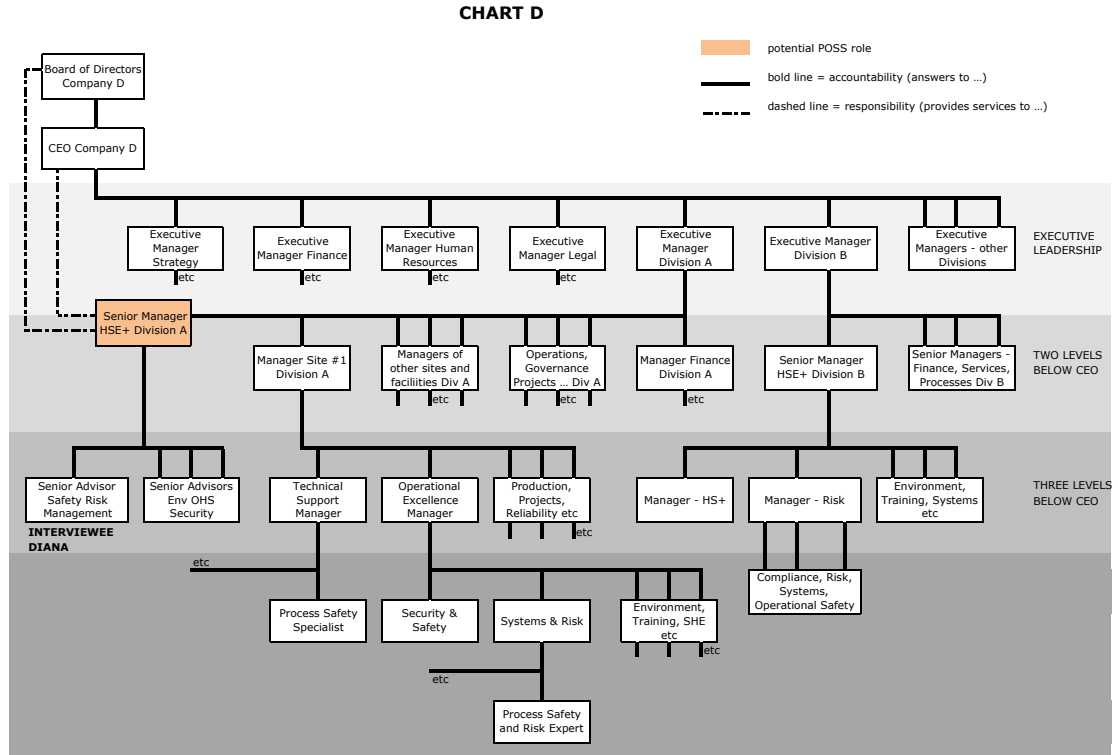 CHART D
potential POSS role
bold line = accountability (answers to ...)
dashed line = responsibility (provides services to ...)
Board of Directors
Company D
CEO Company D
Executive
Manager
Strategy
etc
Executive
Manager Finance
etc
Executive
Manager Human
Resources
etc
Executive
Manager Legal
etc
Executive
Manager
Division A
Executive Manager
Division B
Executive
Managers - other
Divisions
EXECUTIVE
LEADERSHIP
Senior Manager
HSE+ Division A
Manager Site #1
Division A
Managers of
other sites and
faciliities Div A
etc
Operations,
Governance
Projects ... Div A
etc
Manager Finance
Division A
etc
Senior Manager
HSE+ Division B
Senior Managers -
Finance, Services,
Processes Div B
TWO LEVELS
BELOW CEO
Senior Advisor
Safety Risk
Management
INTERVIEWEE
DIANA
Senior Advisors
Env OHS
Security
Technical
Support
Manager
Operational
Excellence
Manager
Production,
Projects,
Reliability etc
etc
Manager - HS+
Manager - Risk
Environment,
Training, Systems
etc
THREE LEVELS
BELOW CEO
etc
Process Safety
Specialist
Security &
Safety
Systems & Risk
Environment,
Training, SHE
etc
etc
Compliance, Risk,
Systems,
Operational Safety
etc
Process Safety
and Risk Expert